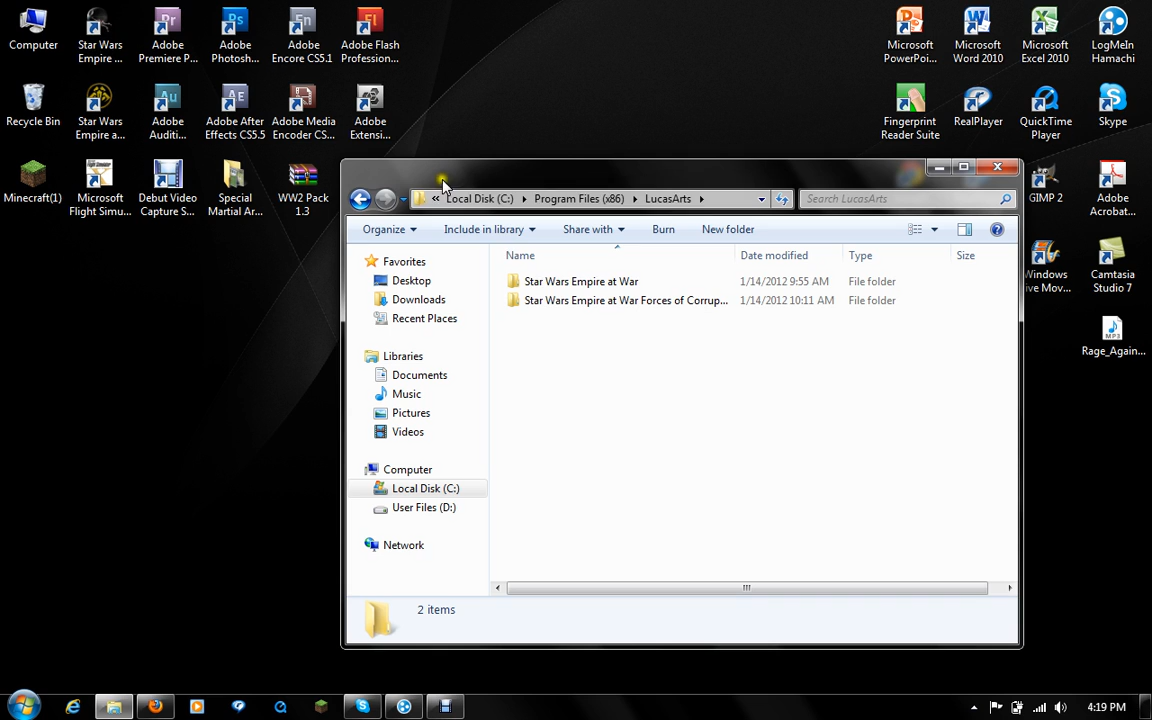 Computer
Star Wars Empire ...
Adobe Premiere P...
Adobe Photosh...
Adobe Encore CS5.1
Adobe Flash Profession...
Microsoft PowerPoi...
Microsoft Word 2010
Microsoft Excel 2010
LogMeIn Hamachi
Recycle Bin
Star Wars Empire a...
Adobe Auditi...
Adobe After Effects CS5.5
Adobe Media Encoder CS...
Adobe Extensi...
Fingerprint Reader Suite
RealPlayer
QuickTime Player
Skype
Minecraft(1)
Microsoft Flight Simu...
Debut Video Capture S...
Special Martial Ar...
WW2 Pack 1.3
GIMP 2
Adobe Acrobat...
Camtasia Studio 7
Rage_Again...
« Local Disk (C:) Program Files (x86) LucasArts
Search LucasArts
Organize Include in library Share with Burn New folder
Name Date modified Type Size
Star Wars Empire at War 1/14/2012 9:55 AM File folder
Star Wars Empire at War Forces of Corrup... 1/14/2012 10:11 AM File folder
Favorites
Desktop
Downloads
Recent Places
Libraries
Documents
Music
Pictures
Videos
Computer
Local Disk (C:)
User Files (D:)
Network
2 items
4:19 PM